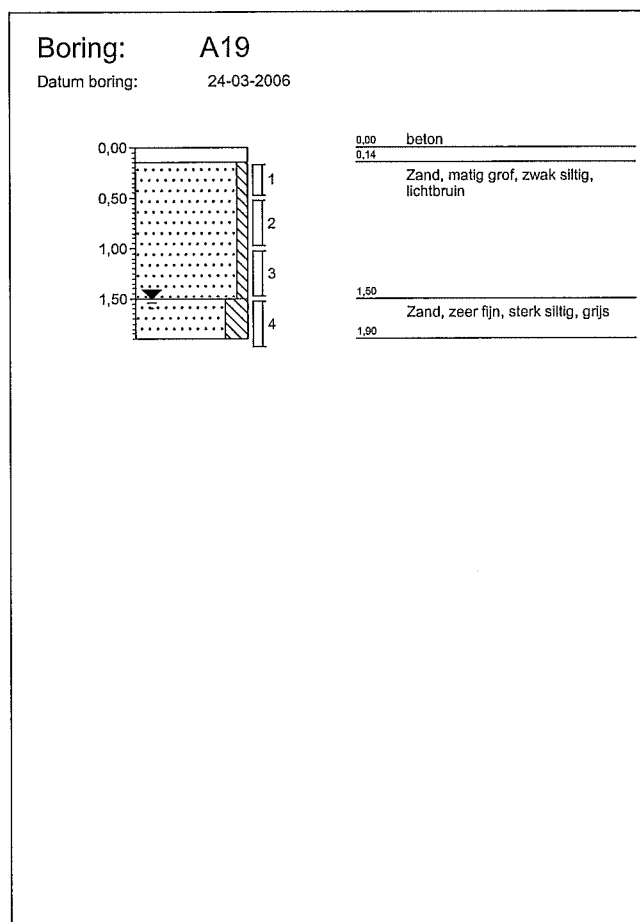 Boring: A19
Datum boring: 24-03-2006
0,00
0,50
1,00
1,50
1
2
3
4
0,00 beton
0,14
Zand, matig grof, zwak siltig,
lichtbruin
1,50
Zand, zeer fijn, sterk siltig, grijs
1,90